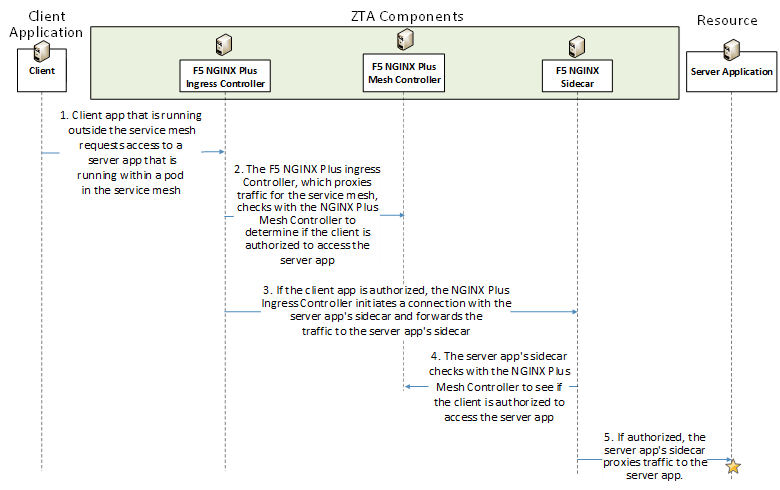 Client
Application
ZTA Components
Resource
Client
F5 NGINX Plus
Ingress Controller
F5 NGINX Plus
Mesh Controller
F5 NGINX
Sidecar
Server Application
1. Client app that is running
outside the service mesh
requests access to a
server app that is
running within a pod
in the service mesh
2. The F5 NGINX Plus ingress
Controller, which proxies
traffic for the service mesh,
checks with the NGINX Plus
Mesh Controller to
determine if the client is
authorized to access the
server app
3. If the client app is authorized, the NGINX Plus
Ingress Controller initiates a connection with the
server app's sidecar and forwards the
traffic to the server app's sidecar
4. The server app's sidecar
checks with the NGINX Plus
Mesh Controller to see if
the client is authorized to
access the server app
5. If authorized, the
server app's sidecar
proxies traffic to the
server app.